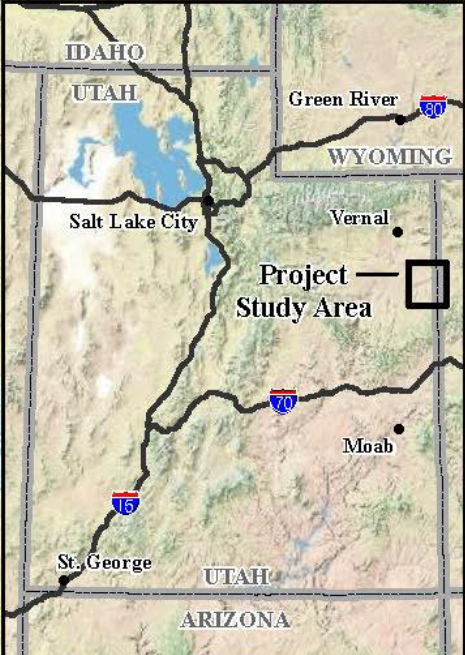 IDAHO
UTAH
Green River
80
WYOMING
Salt Lake City
Vernal
Project
Study Area
70
Moab
15
St. George
UTAH
ARIZONA